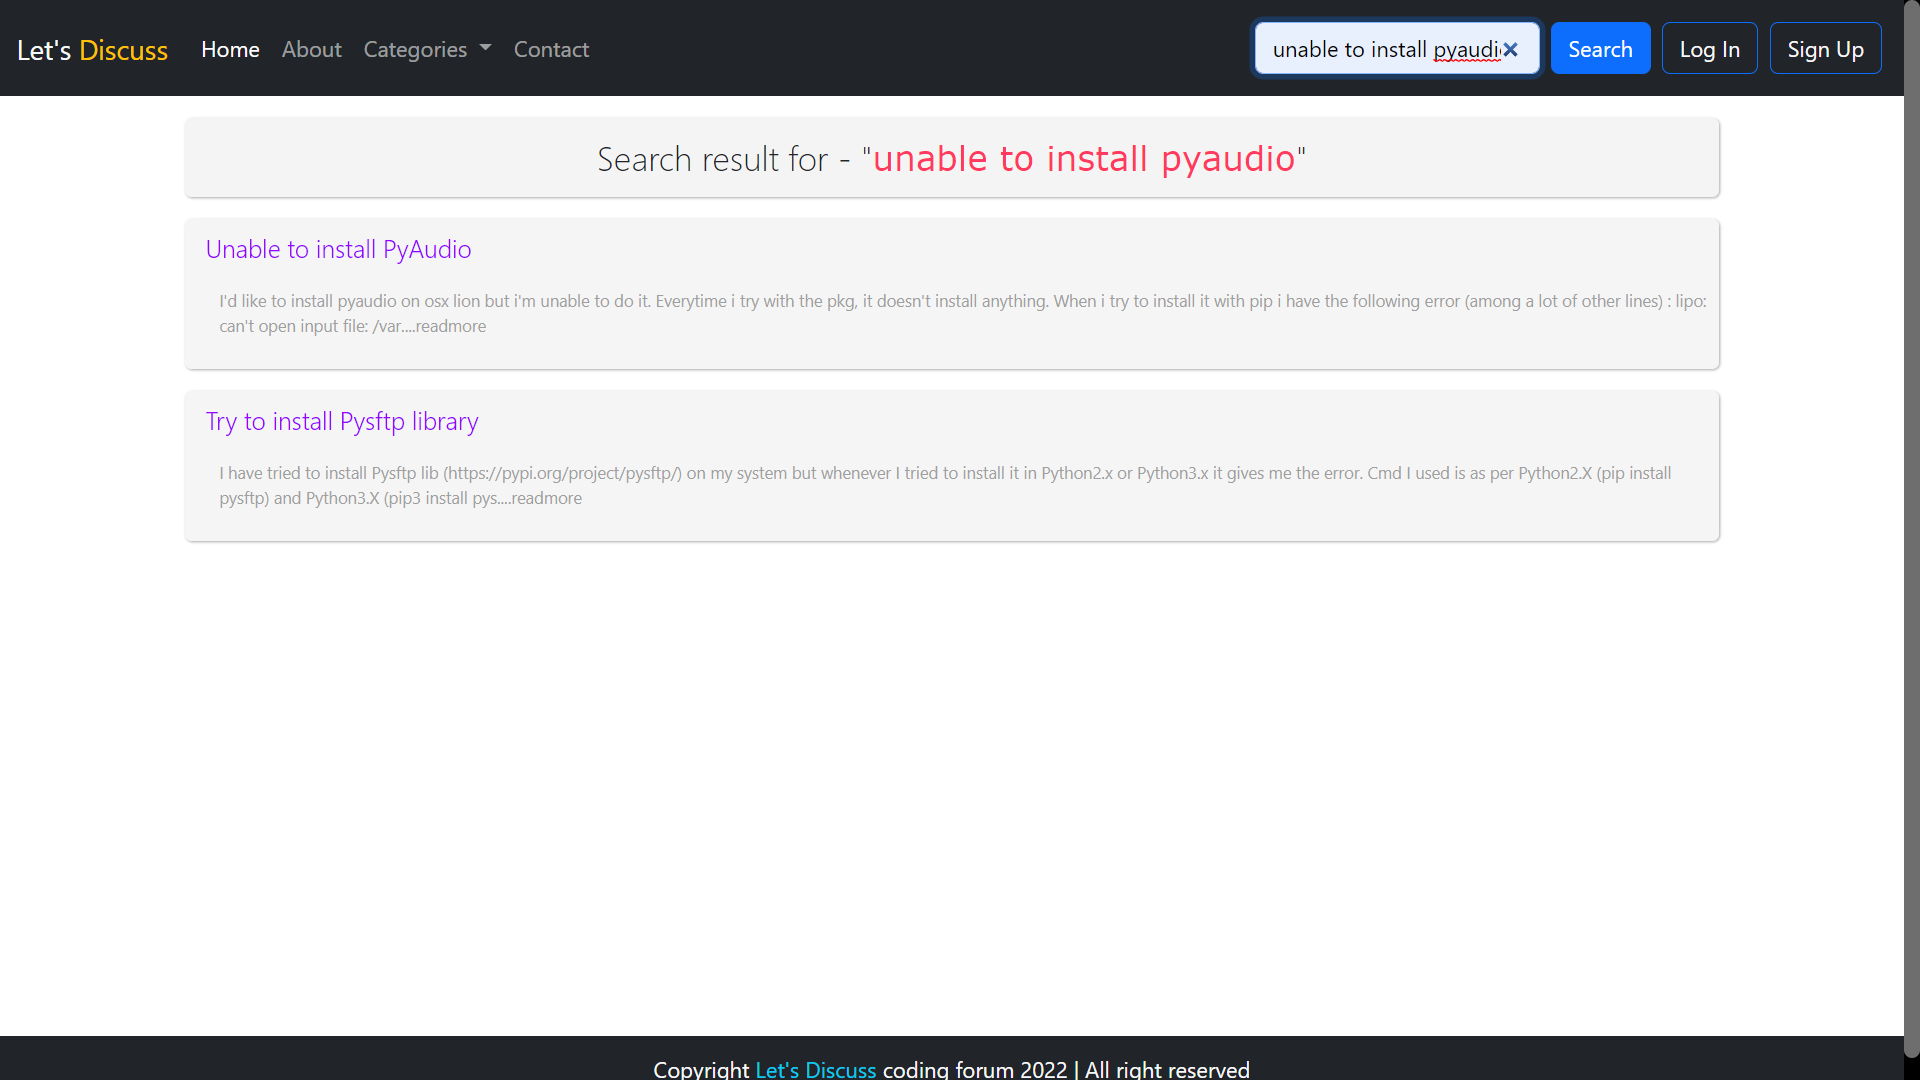 Let's Discuss Home About Categories Contact unable to install pyaudi Search Log In Sign Up
Search result for - "unable to install pyaudio"
Unable to install PyAudio
I'd like to install pyaudio on osx lion but i'm unable to do it. Everytime i try with the pkg, it doesn't install anything. When i try to install it with pip i have the following error (among a lot of other lines) : lipo:
can't open input file: /var....readmore
Try to install Pysftp library
I have tried to install Pysftp lib (https://pypi.org/project/pysftp/) on my system but whenever I tried to install it in Python2.x or Python3.x it gives me the error. Cmd I used is as per Python2.X (pip install
pysftp) and Python3.X (pip3 install pys....readmore
Copyright Let's Discuss coding forum 2022 | All right reserved